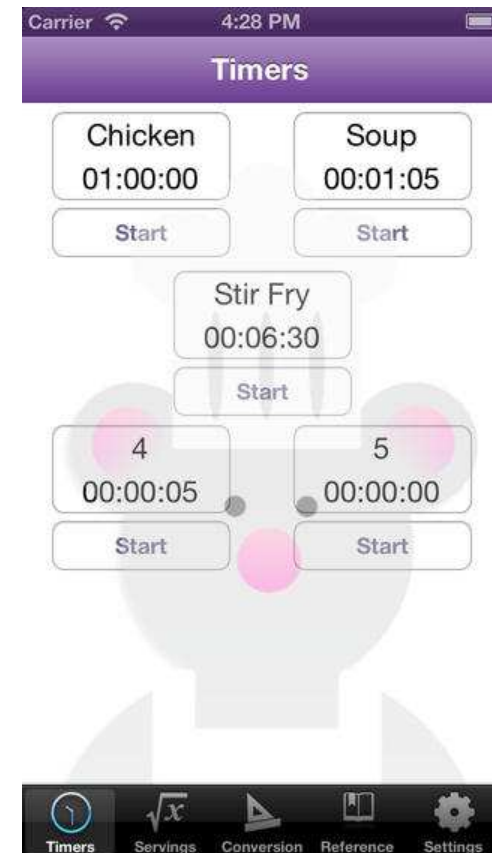 Carrier 4:28 PM
Timers
Chicken Soup
01:00:00 00:01:05
Start Start
Stir Fry
00:06:30
Start
4 5
00:00:05 00:00:00
Start Start
√x
Timers Servings Conversion Reference Settings